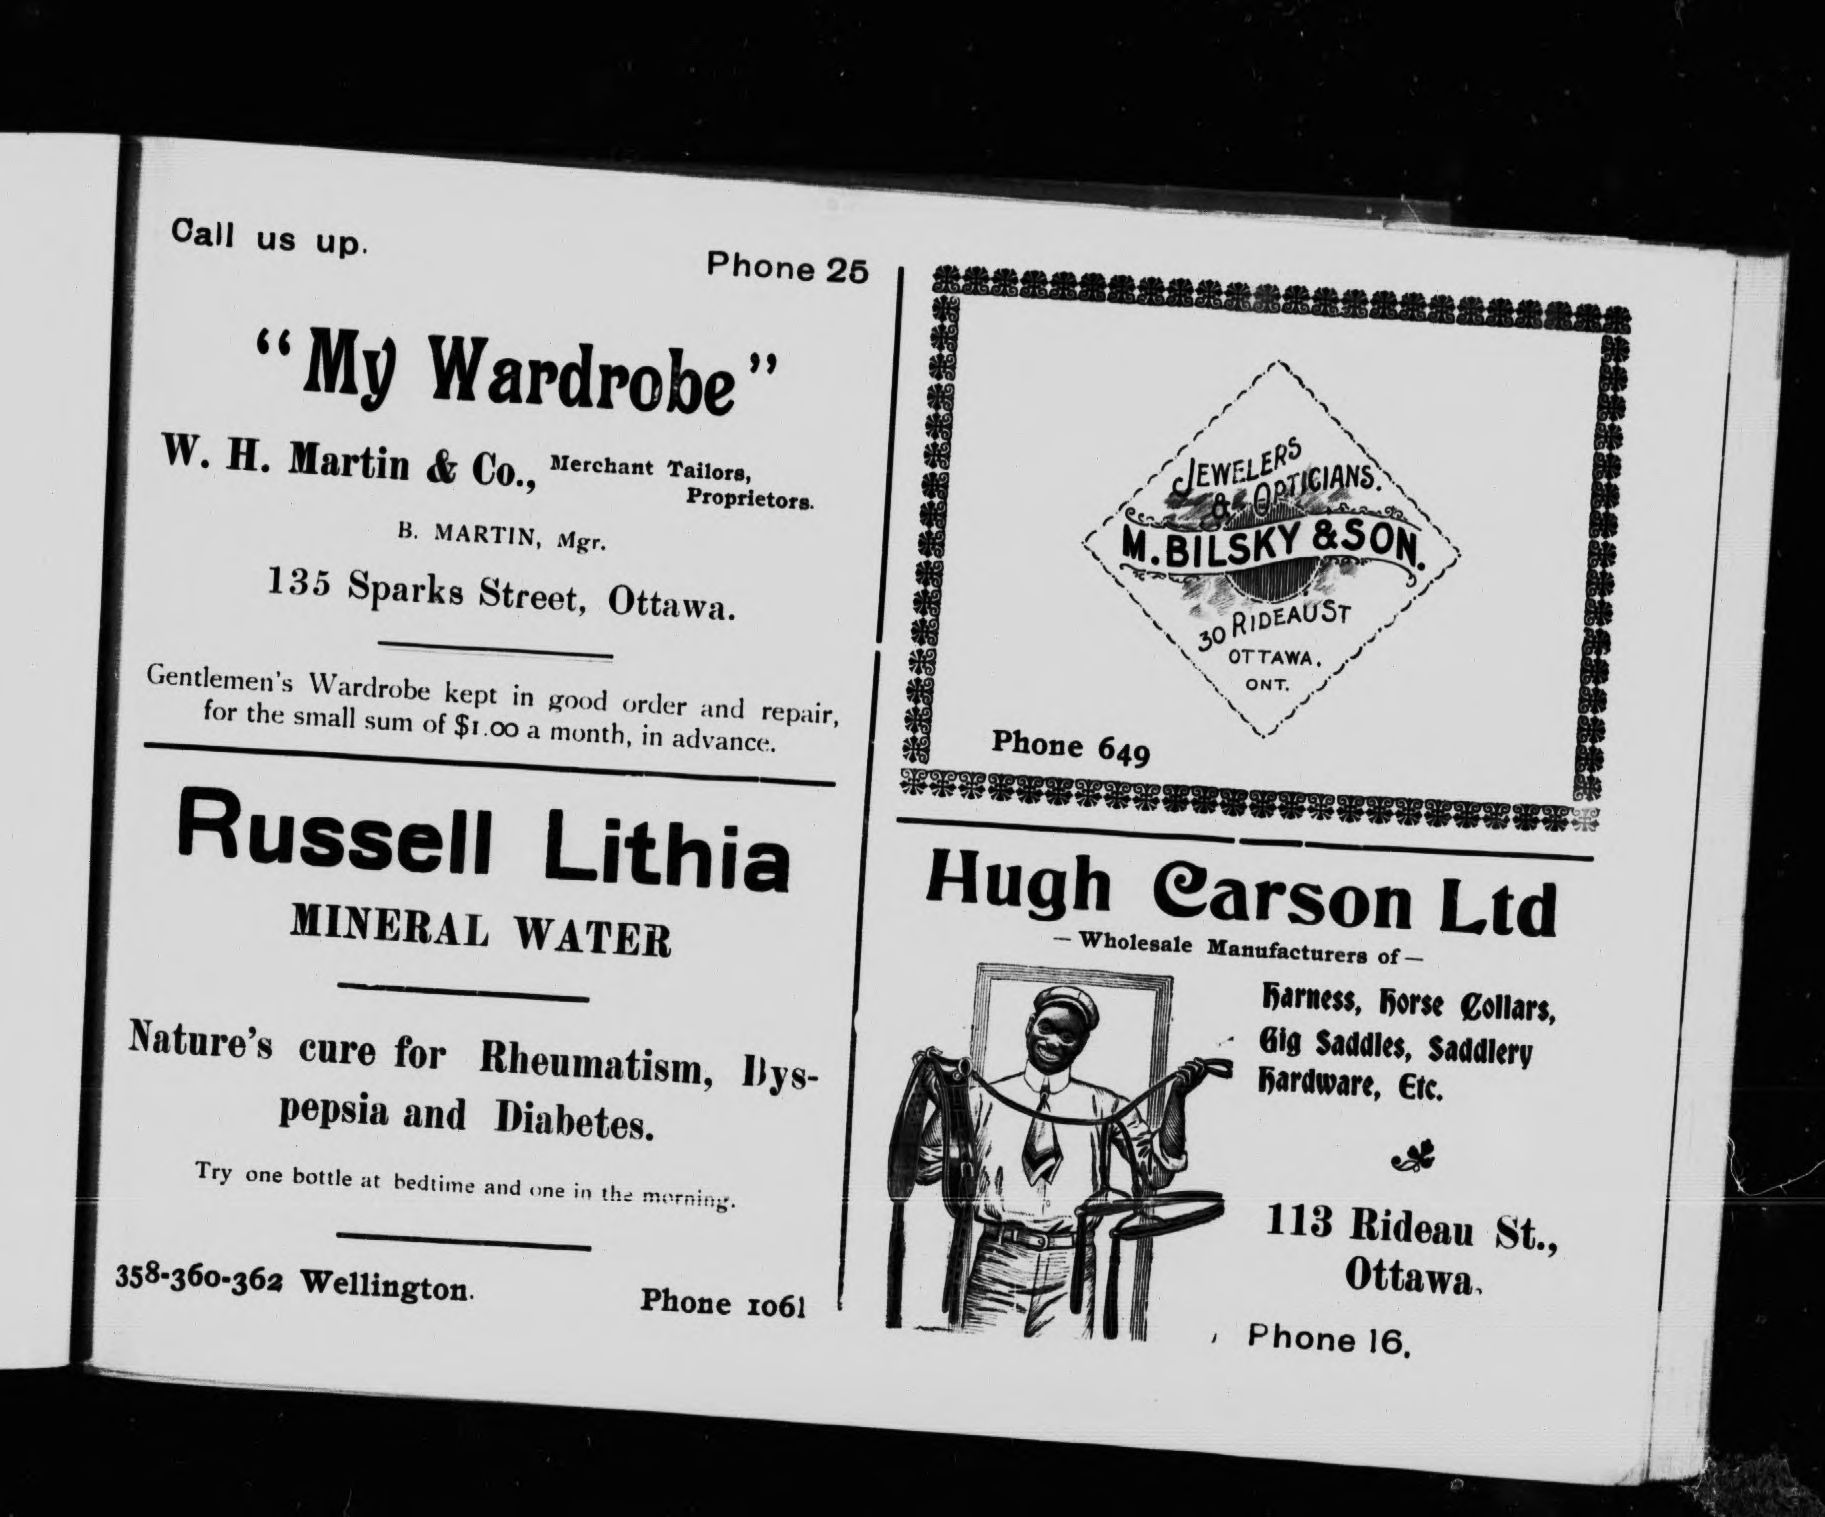 Call us up.
Phone 25
"My Wardrobe"
W. H. Martin & Co., Merchant Tailors,
Proprietors.
B. MARTIN, Mgr.
135 Sparks Street, Ottawa.
Gentlemen's Wardrobe kept in good order and repair,
for the small sum of $1.00 a month, in advance.
Russell Lithia
MINERAL WATER
Nature's cure for Rheumatism, Dys-
pepsia and Diabetes.
Try one bottle at bedtime and one in the morning.
358-360-362 Wellington.
Phone 1061
JEWELERS
& OPTICIANS.
M. BILSKY & SON.
30 RIDEAU ST
OTTAWA.
ONT.
Phone 649
Hugh Carson Ltd
— Wholesale Manufacturers of —
Harness, Horse Collars,
Gig Saddles, Saddlery
Hardware, Etc.
113 Rideau St.,
Ottawa.
Phone 16.